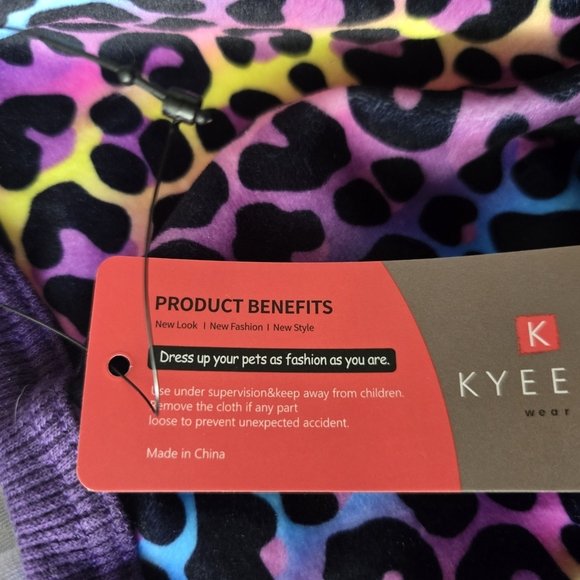 PRODUCT BENEFITS
New Look I New Fashion I New Style
Dress up your pets as fashion as you are.
Use under supervision&keep away from children.
Remove the cloth if any part
loose to prevent unexpected accident.
Made in China
K
KYEE
wear